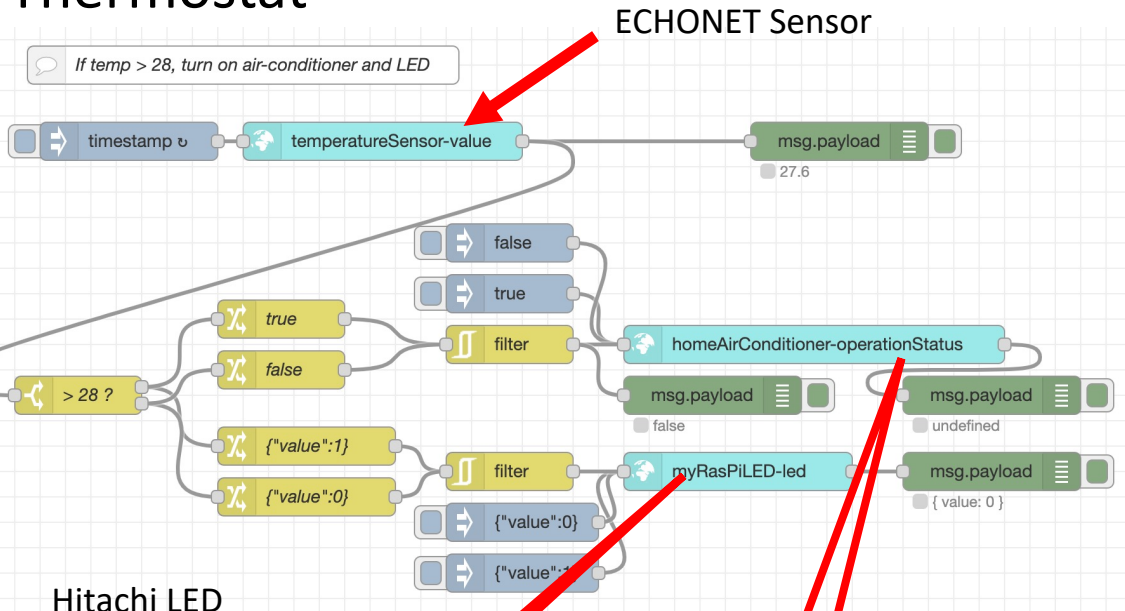 Thermostat
ECHONET Sensor
If temp > 28, turn on air-conditioner and LED
timestamp ↻
temperatureSensor-value
msg.payload
27.6
false
true
true
filter
homeAirConditioner-operationStatus
false
> 28 ?
msg.payload
msg.payload
false
undefined
{"value":1}
filter
myRasPiLED-led
msg.payload
{"value":0}
{ value: 0 }
{"value":0}
{"value":
Hitachi LED